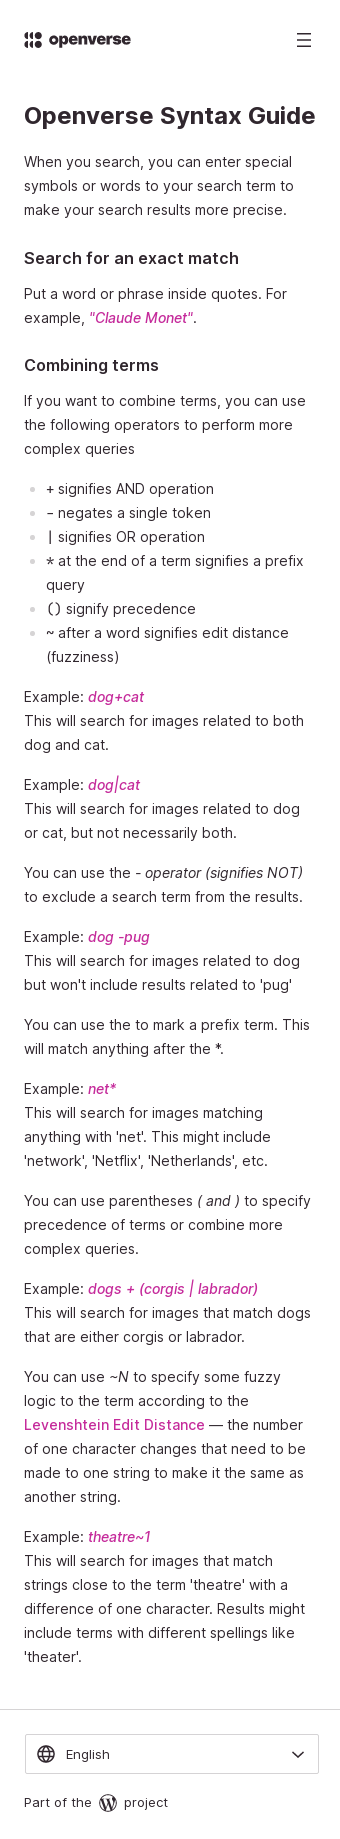 openverse
Openverse Syntax Guide
When you search, you can enter special
symbols or words to your search term to
make your search results more precise.
Search for an exact match
Put a word or phrase inside quotes. For
example, "Claude Monet".
Combining terms
If you want to combine terms, you can use
the following operators to perform more
complex queries
+ signifies AND operation
- negates a single token
| signifies OR operation
* at the end of a term signifies a prefix
query
() signify precedence
~ after a word signifies edit distance
(fuzziness)
Example: dog+cat
This will search for images related to both
dog and cat.
Example: dog|cat
This will search for images related to dog
or cat, but not necessarily both.
You can use the - operator (signifies NOT)
to exclude a search term from the results.
Example: dog -pug
This will search for images related to dog
but won't include results related to 'pug'
You can use the to mark a prefix term. This
will match anything after the *.
Example: net*
This will search for images matching
anything with 'net'. This might include
'network', 'Netflix', 'Netherlands', etc.
You can use parentheses ( and ) to specify
precedence of terms or combine more
complex queries.
Example: dogs + (corgis | labrador)
This will search for images that match dogs
that are either corgis or labrador.
You can use ~N to specify some fuzzy
logic to the term according to the
Levenshtein Edit Distance — the number
of one character changes that need to be
made to one string to make it the same as
another string.
Example: theatre~1
This will search for images that match
strings close to the term 'theatre' with a
difference of one character. Results might
include terms with different spellings like
'theater'.
English
Part of the project